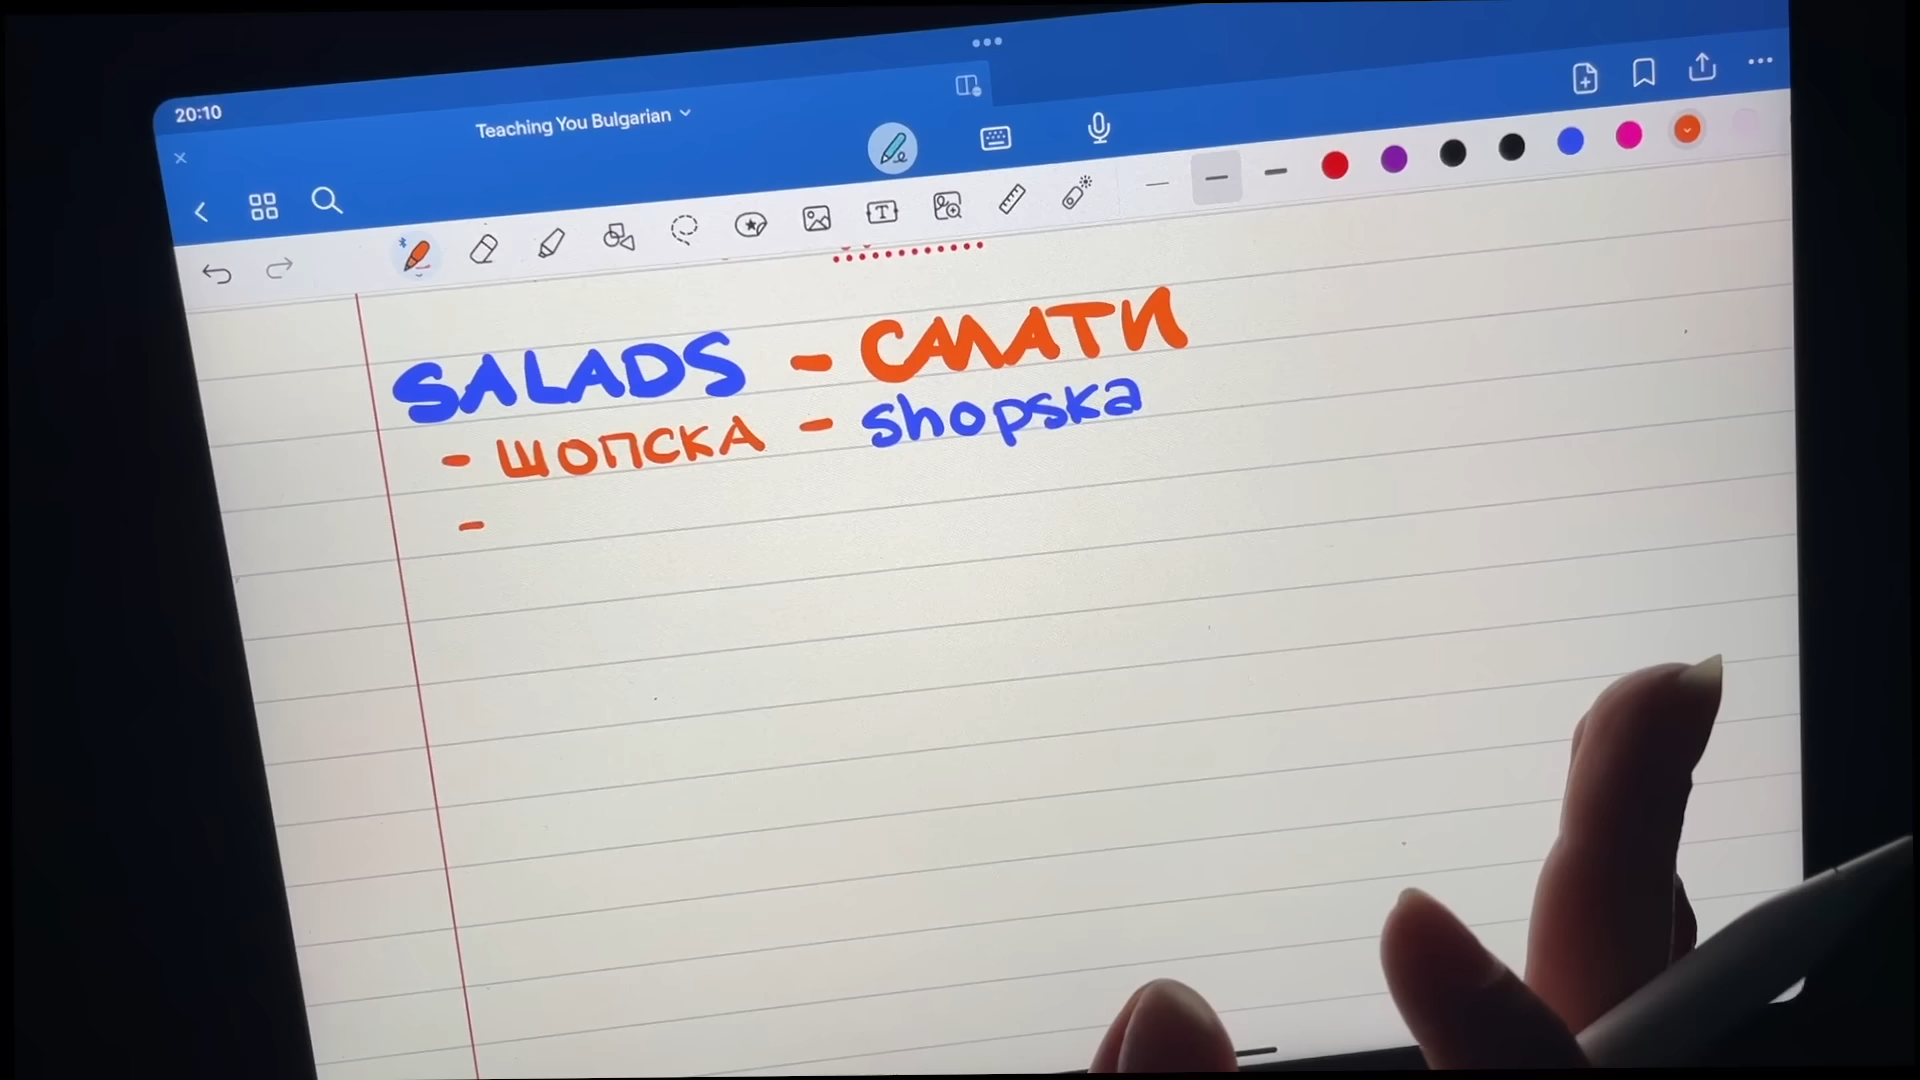 20:10
Teaching You Bulgarian
SALADS - САЛАТИ
- ШОПСКА - shopska
-